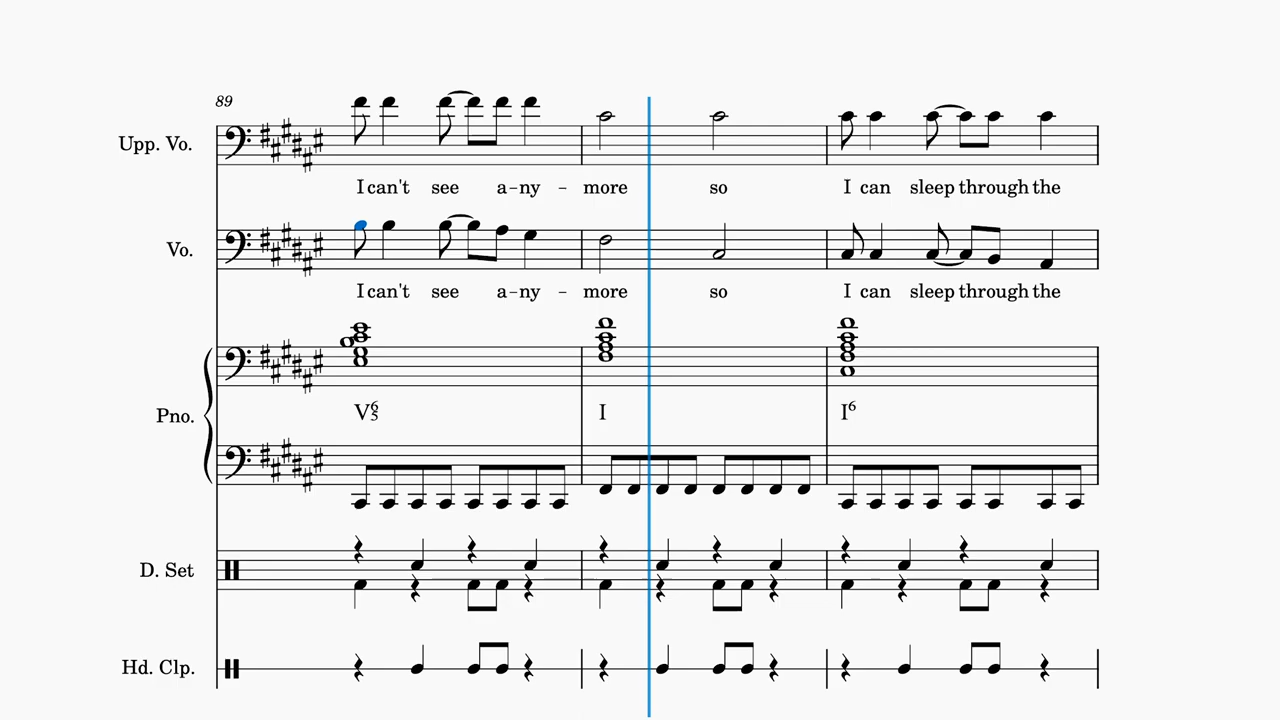 89
Upp. Vo.
I can't see a-ny - more so I can sleep through the
Vo.
I can't see a-ny - more so I can sleep through the
Pno.
V6/5 I I6
D. Set
Hd. Clp.